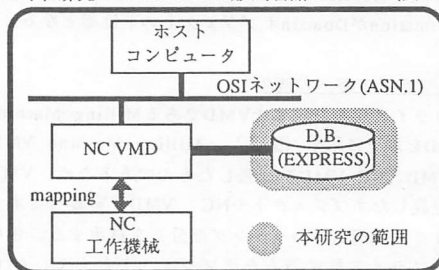 ホスト
コンピュータ
OSIネットワーク(ASN.1)
NC VMD
D.B.
(EXPRESS)
mapping
NC
工作機械
本研究の範囲